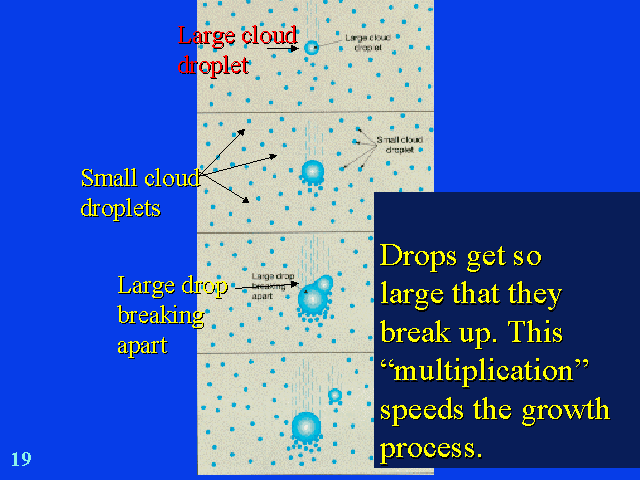 Large cloud
droplet
Large cloud
droplet
Small cloud
droplets
Small cloud
droplet
Large drop
breaking
apart
Large drop
breaking
apart
Drops get so
large that they
break up. This
“multiplication”
speeds the growth
process.
19